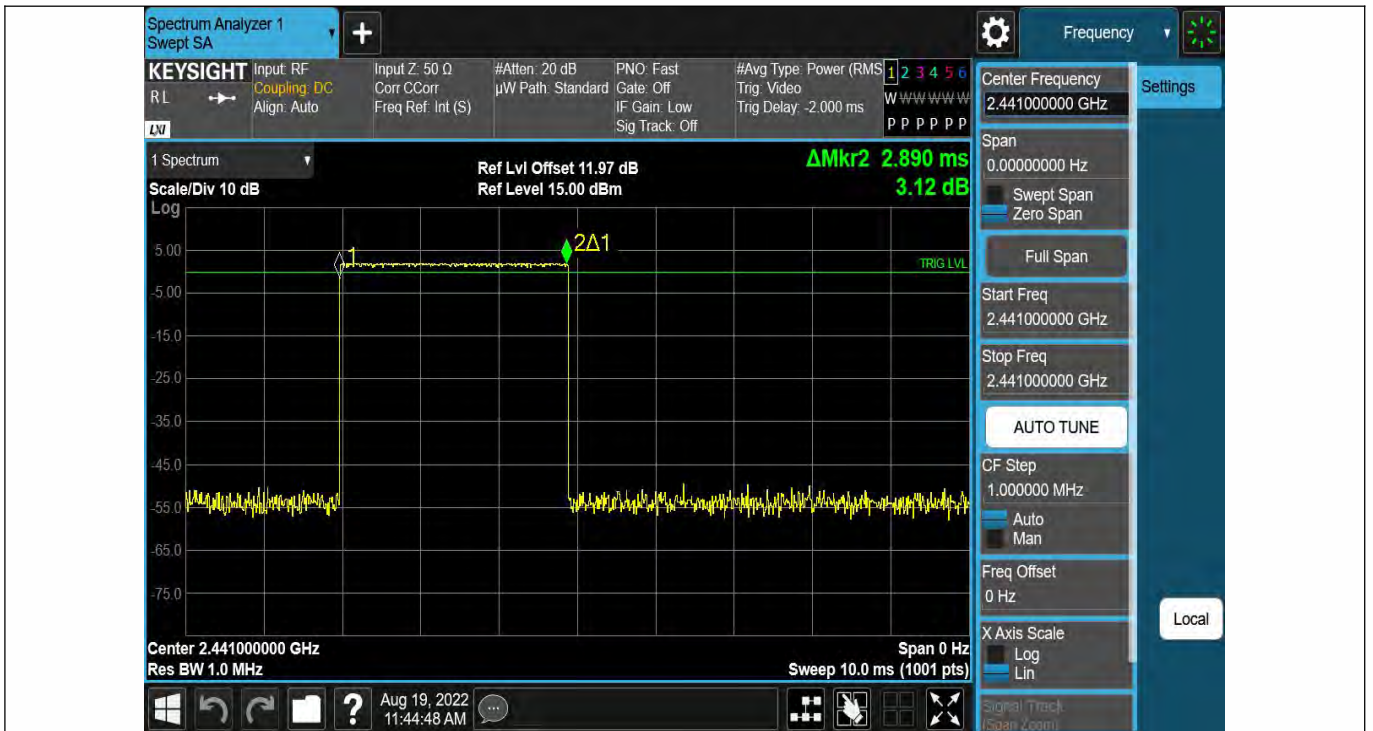 Spectrum Analyzer 1
Swept SA
+
Frequency
KEYSIGHT
RL
LXI
Input: RF
Coupling: DC
Align: Auto
Input Z: 50 Ω
Corr CCorr
Freq Ref: Int (S)
#Atten: 20 dB
µW Path: Standard
PNO: Fast
Gate: Off
IF Gain: Low
Sig Track: Off
#Avg Type: Power (RMS
Trig: Video
Trig Delay: -2.000 ms
1 2 3 4 5 6
W W W W W W
P P P P P P
1 Spectrum
Scale/Div 10 dB
Log
Ref Lvl Offset 11.97 dB
Ref Level 15.00 dBm
ΔMkr2 2.890 ms
3.12 dB
1
2Δ1
TRIG LVL
5.00
-5.00
-15.0
-25.0
-35.0
-45.0
-55.0
-65.0
-75.0
Center 2.441000000 GHz
Res BW 1.0 MHz
Span 0 Hz
Sweep 10.0 ms (1001 pts)
Center Frequency
2.441000000 GHz
Settings
Span
0.00000000 Hz
Swept Span
Zero Span
Full Span
Start Freq
2.441000000 GHz
Stop Freq
2.441000000 GHz
AUTO TUNE
CF Step
1.000000 MHz
Auto
Man
Freq Offset
0 Hz
X Axis Scale
Log
Lin
Signal Track
(Span Zoom)
Local
?
Aug 19, 2022
11:44:48 AM